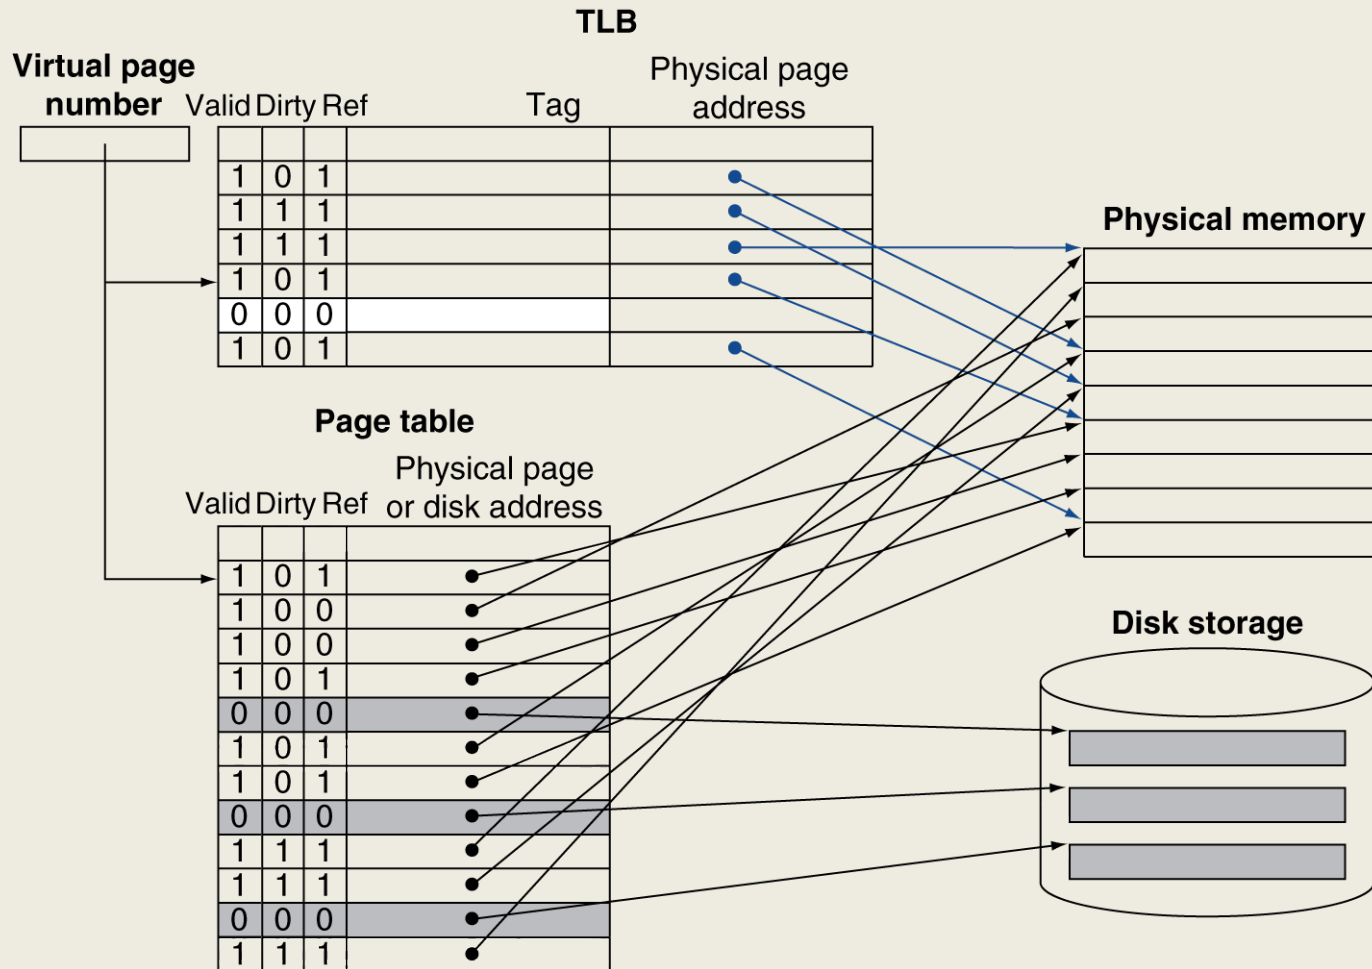 TLB
Virtual page
number
Valid Dirty Ref
Tag
Physical page
address
1 0 1
1 1 1
1 1 1
1 0 1
0 0 0
1 0 1
Physical memory
Page table
Physical page
or disk address
Valid Dirty Ref
1 0 1
1 0 0
1 0 0
1 0 1
0 0 0
1 0 1
1 0 1
0 0 0
1 1 1
1 1 1
0 0 0
1 1 1
Disk storage